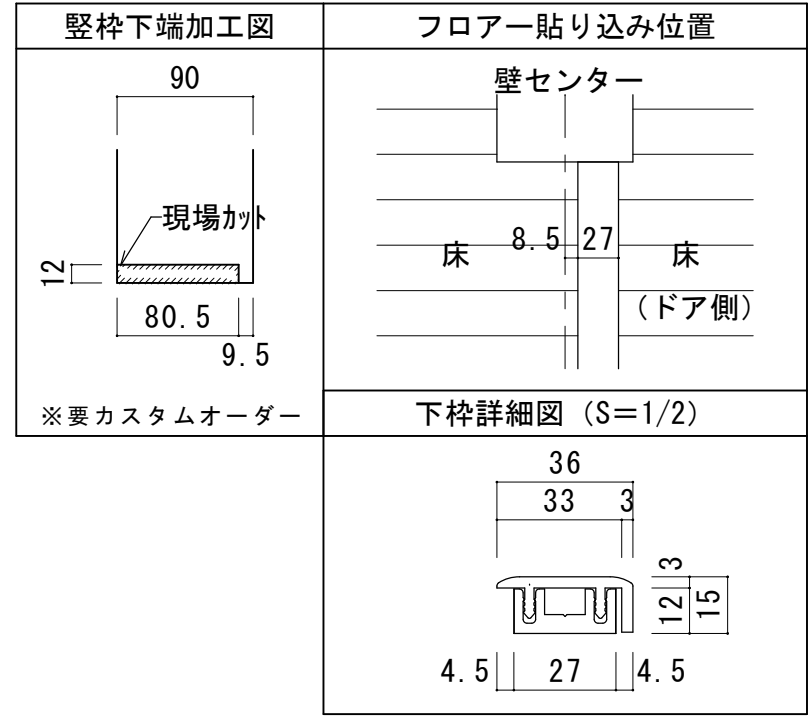 竪枠下端加工図
90
現場ｶｯﾄ
12
80.5
9.5
※要カスタムオーダー
フロアー貼り込み位置
壁センター
床
8.5
27
床
（ドア側）
下枠詳細図（S＝1/2）
36
33
3
3
12
15
4.5
27
4.5